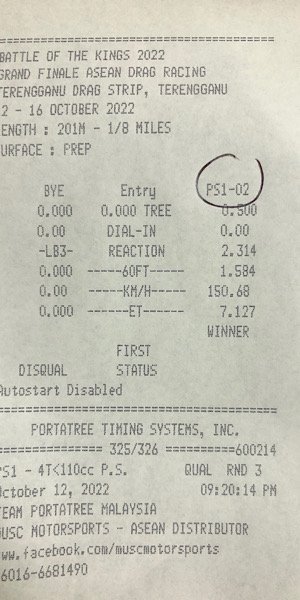 ==========================================
BATTLE OF THE KINGS 2022
GRAND FINALE ASEAN DRAG RACING
TERENGGANU DRAG STRIP, TERENGGANU
2 - 16 OCTOBER 2022
ENGTH : 201M - 1/8 MILES
URFACE : PREP
BYE Entry PS1-02
0.000 0.000 TREE 0.500
0.00 DIAL-IN 0.00
-LB3- REACTION 2.314
0.000 -----60FT----- 1.584
0.00 -----KM/H----- 150.68
0.000 ------ET------ 7.127
WINNER
FIRST
DISQUAL STATUS
Autostart Disabled
==========================================
PORTATREE TIMING SYSTEMS, INC.
================ 325/326 ==========600214
PS1 - 4T<110cc P.S. QUAL RND 3
October 12, 2022 09:20:14 PM
TEAM PORTATREE MALAYSIA
MUSC MOTORSPORTS - ASEAN DISTRIBUTOR
www.facebook.com/muscmotorsports
6016-6681490